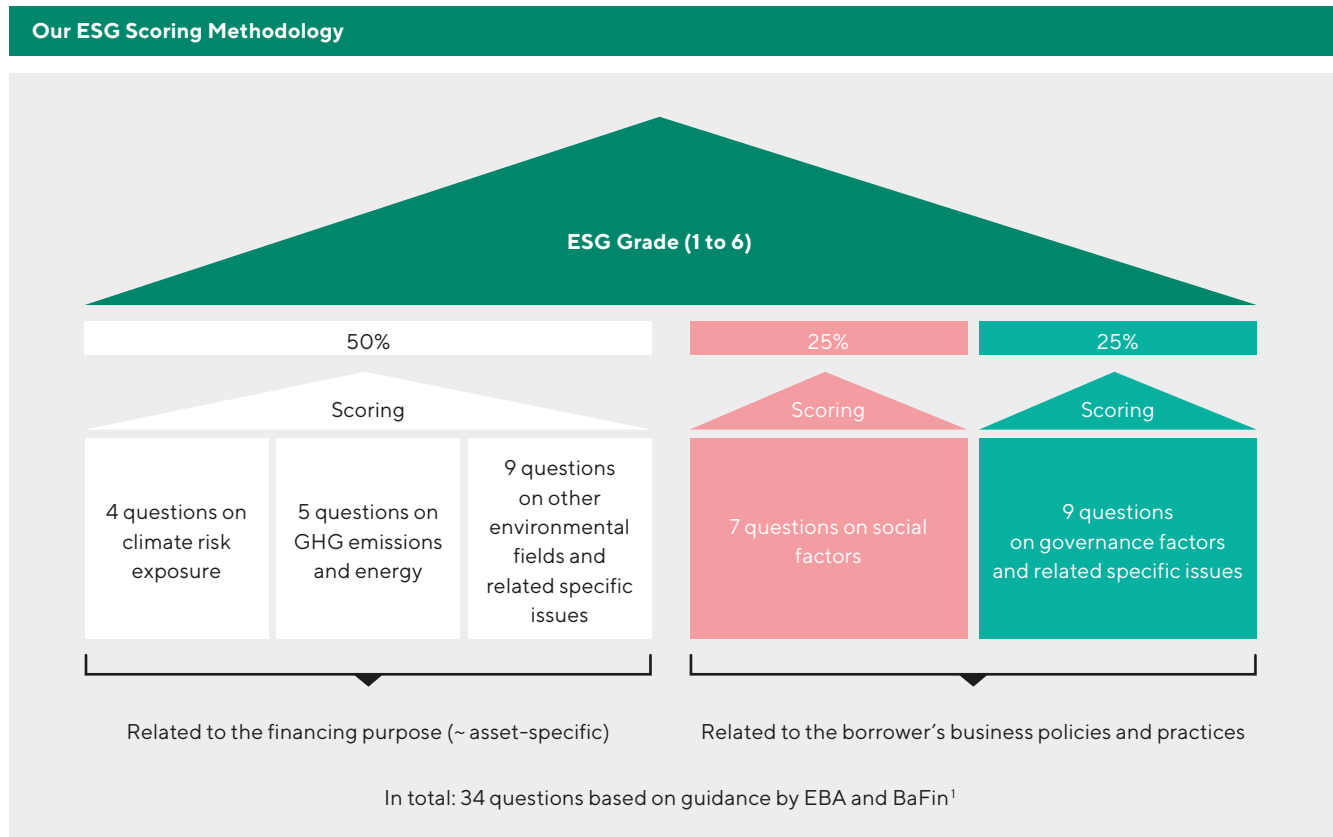 Our ESG Scoring Methodology
ESG Grade (1 to 6)
50%
25%
25%
Scoring
Scoring
Scoring
4 questions on
climate risk
exposure
5 questions on
GHG emissions
and energy
9 questions
on other
environmental
fields and
related specific
issues
7 questions on social
factors
9 questions
on governance factors
and related specific issues
Related to the financing purpose (~ asset-specific)
Related to the borrower's business policies and practices
In total: 34 questions based on guidance by EBA and BaFin¹